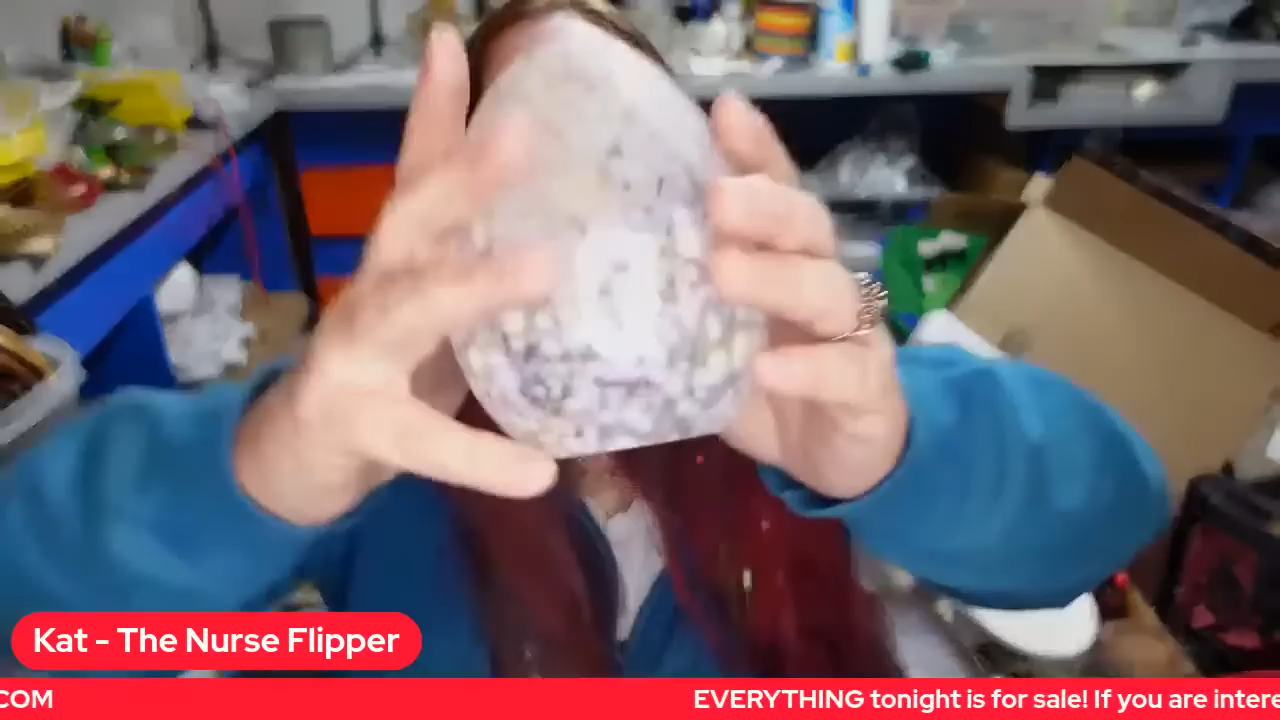 Kat - The Nurse Flipper
.COM
EVERYTHING tonight is for sale! If you are intere